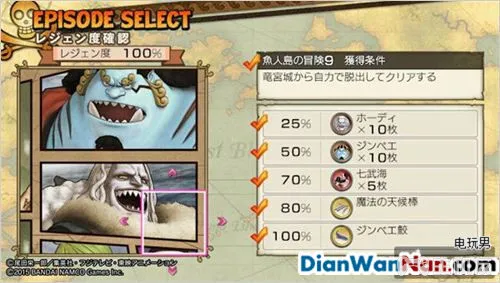 EPISODE SELECT
レジェン度確認
レジェン度 100%
魚人島の冒険9 獲得条件
竜宮城から自力で脱出してクリアする
25% ホーディ
×10枚
50% ジンベエ
×10枚
70% 七武海
×5枚
80% 魔法の天候棒
100% ジンベエ鮫
©尾田栄一郎／集英社・フジテレビ・東映アニメーション
©2015 BANDAI NAMCO Games Inc.
电玩男
DianWanNan.com